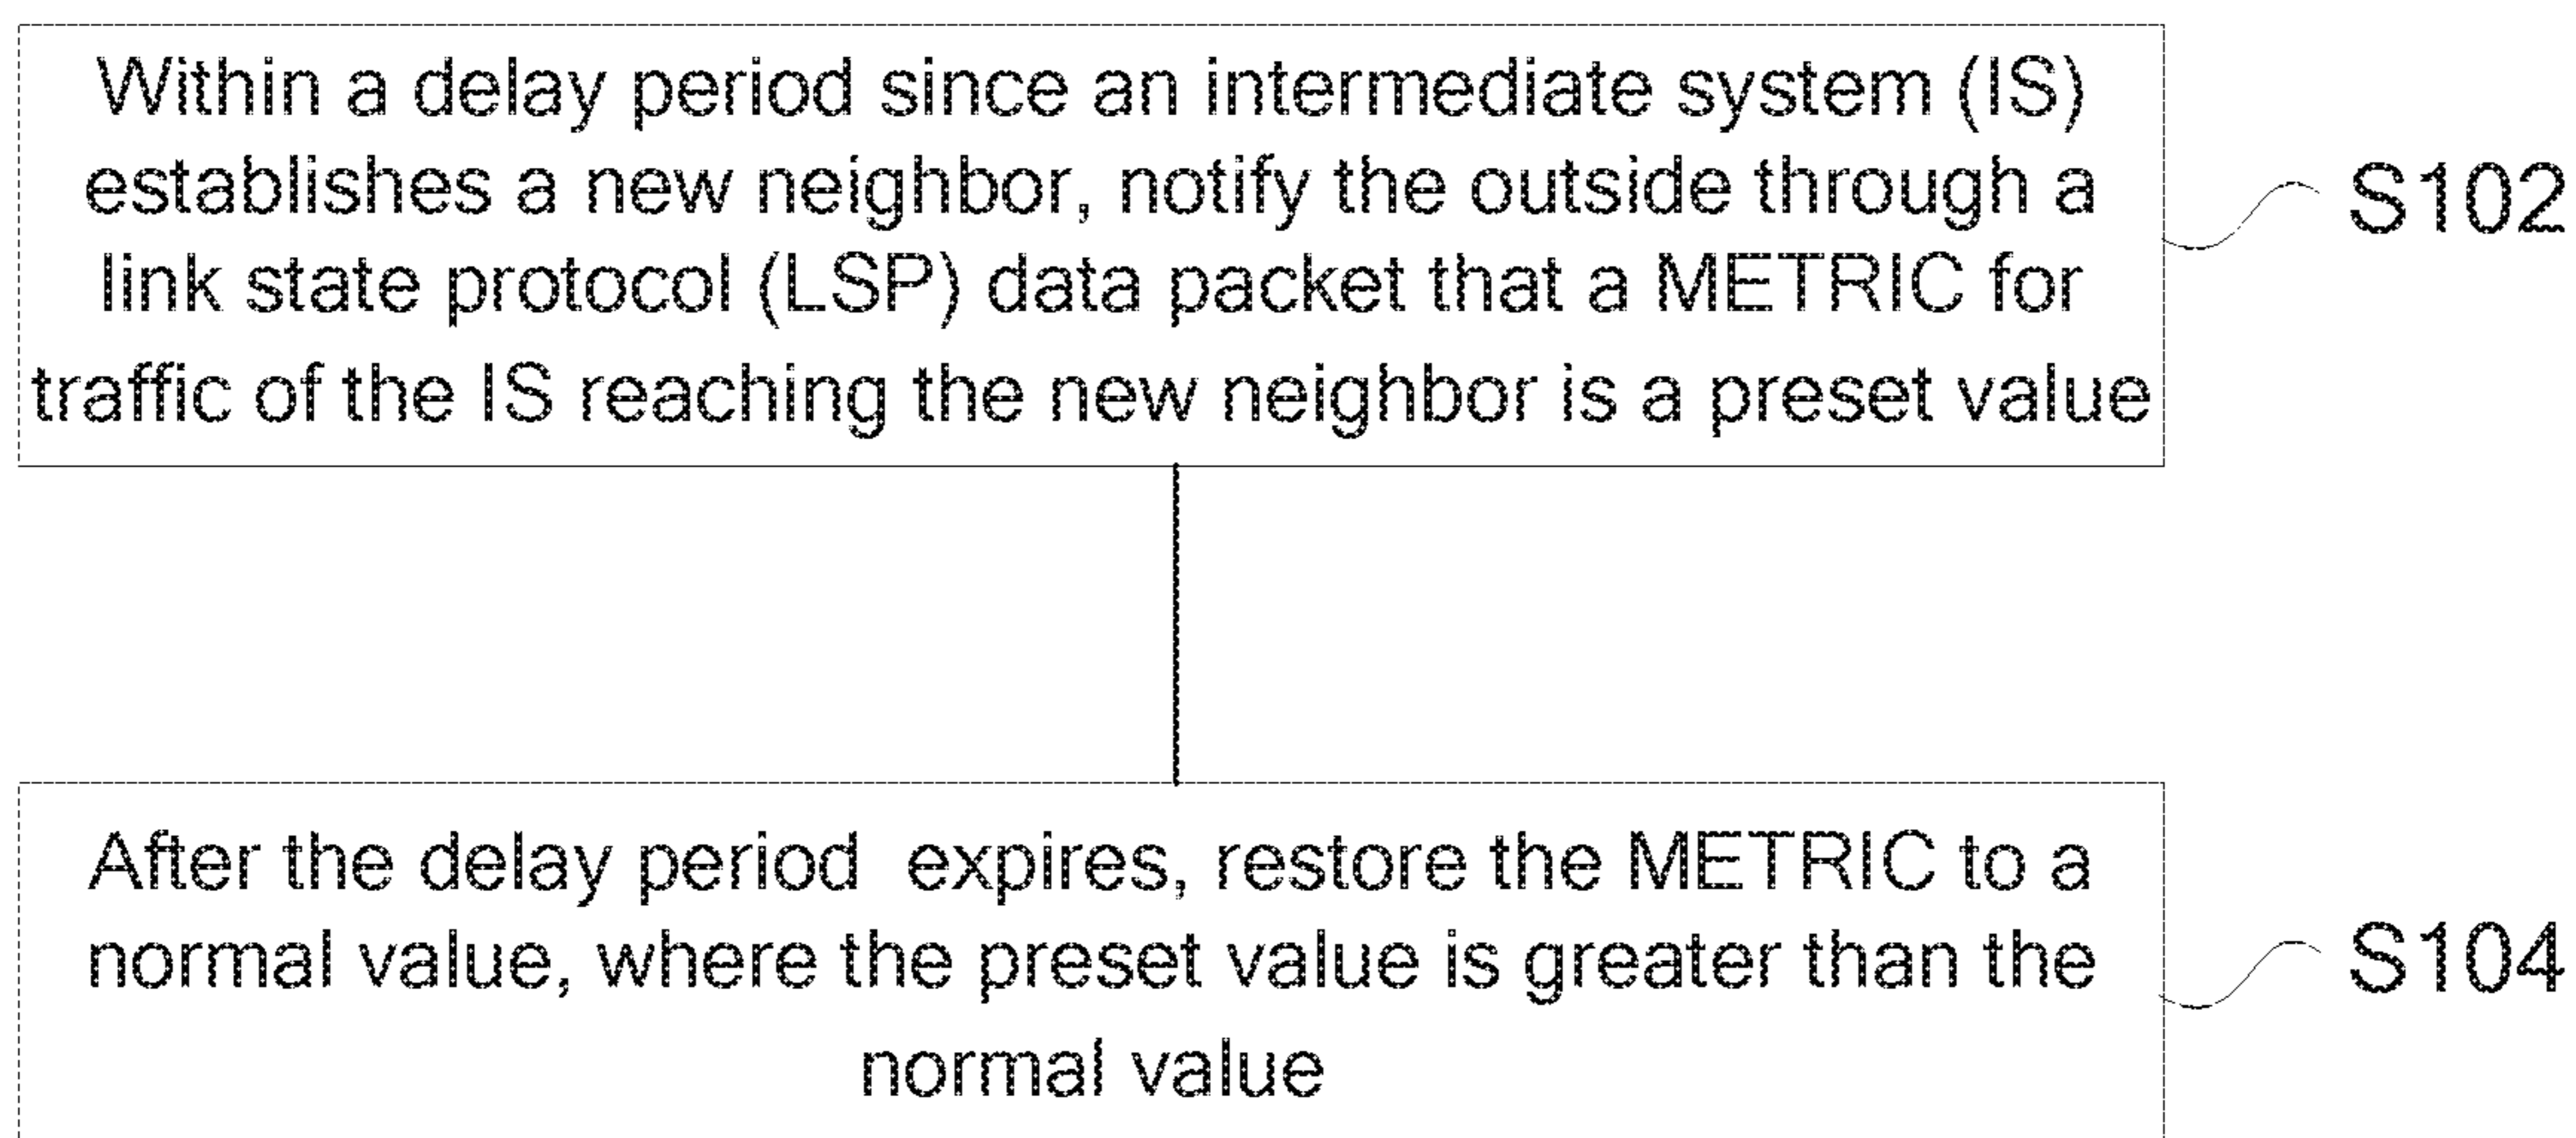 Within a delay period since an intermediate system (IS)
establishes a new neighbor, notify the outside through a
link state protocol (LSP) data packet that a METRIC for
traffic of the IS reaching the new neighbor is a preset value
S102
After the delay period expires, restore the METRIC to a
normal value, where the preset value is greater than the
normal value
S104